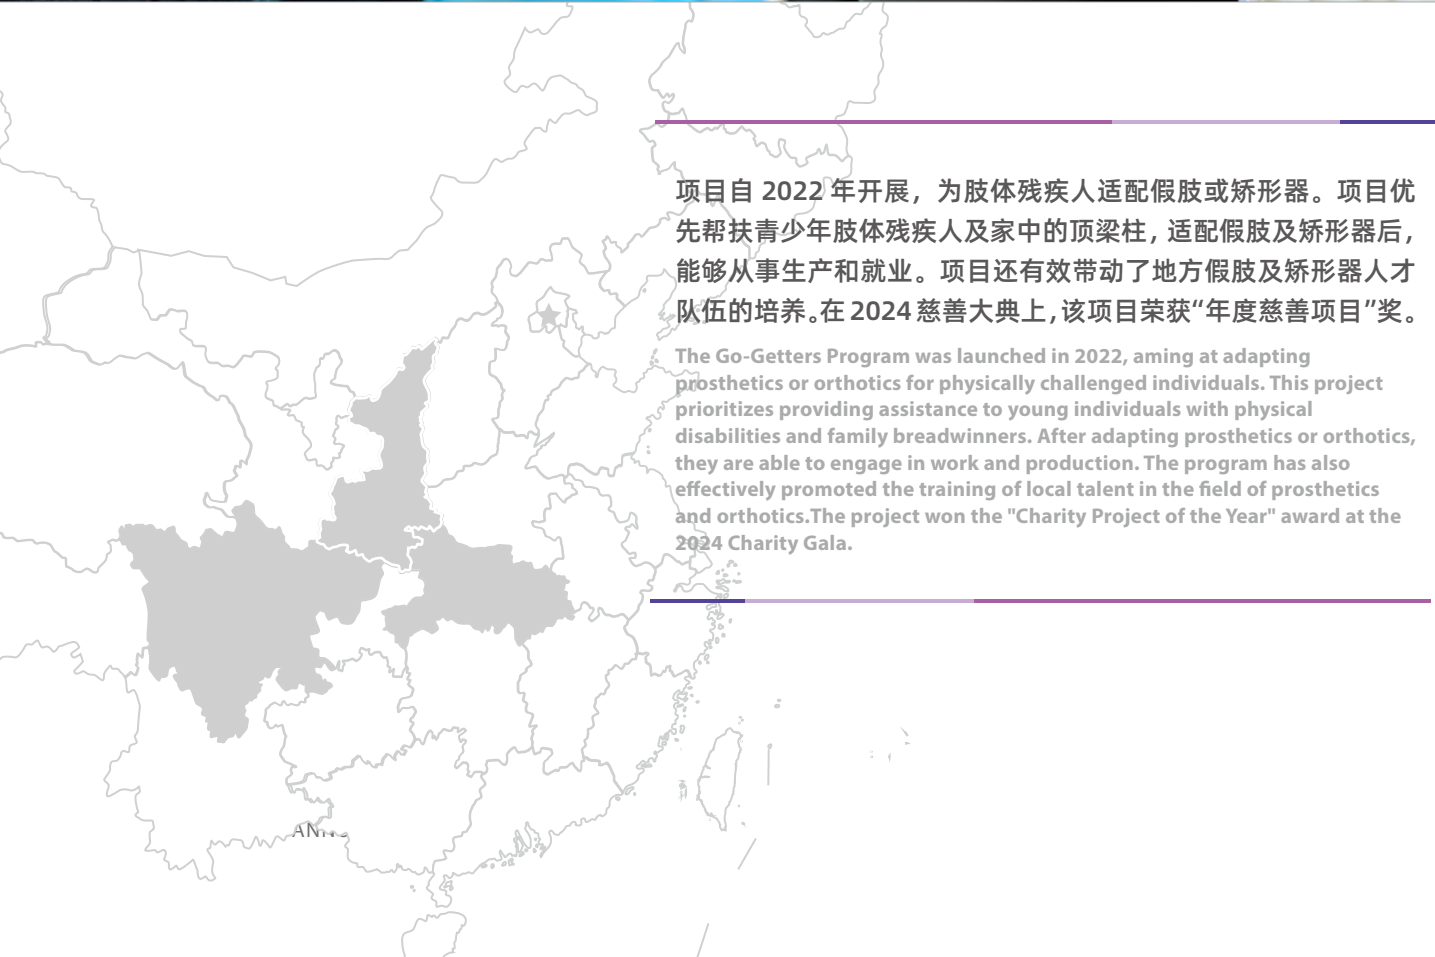 项目自 2022 年开展，为肢体残疾人适配假肢或矫形器。项目优
先帮扶青少年肢体残疾人及家中的顶梁柱，适配假肢及矫形器后，
能够从事生产和就业。项目还有效带动了地方假肢及矫形器人才
队伍的培养。在 2024 慈善大典上，该项目荣获“年度慈善项目”奖。
The Go-Getters Program was launched in 2022, aming at adapting
prosthetics or orthotics for physically challenged individuals. This project
prioritizes providing assistance to young individuals with physical
disabilities and family breadwinners. After adapting prosthetics or orthotics,
they are able to engage in work and production. The program has also
effectively promoted the training of local talent in the field of prosthetics
and orthotics.The project won the "Charity Project of the Year" award at the
2024 Charity Gala.